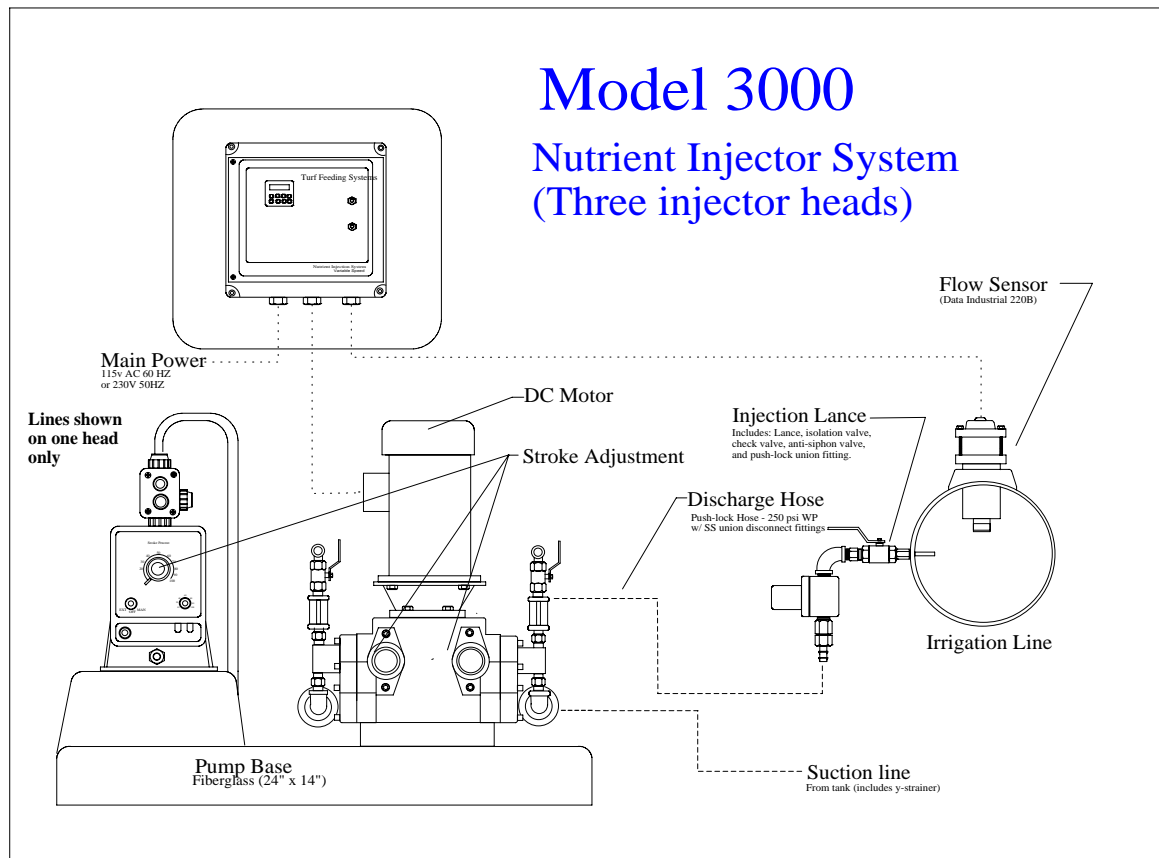 Model 3000
Nutrient Injector System
(Three injector heads)
Turf Feeding Systems
Nutrient Injection System
Variable Speed
Flow Sensor
(Data Industrial 220B)
Main Power
115v AC 60 HZ
or 230V 50HZ
DC Motor
Lines shown
on one head
only
Injection Lance
Includes: Lance, isolation valve,
check valve, anti-siphon valve,
and push-lock union fitting.
Stroke Adjustment
Discharge Hose
Push-lock Hose - 250 psi WP
w/ SS union disconnect fittings
Irrigation Line
Pump Base
Fiberglass (24" x 14")
Suction line
From tank (includes y-strainer)